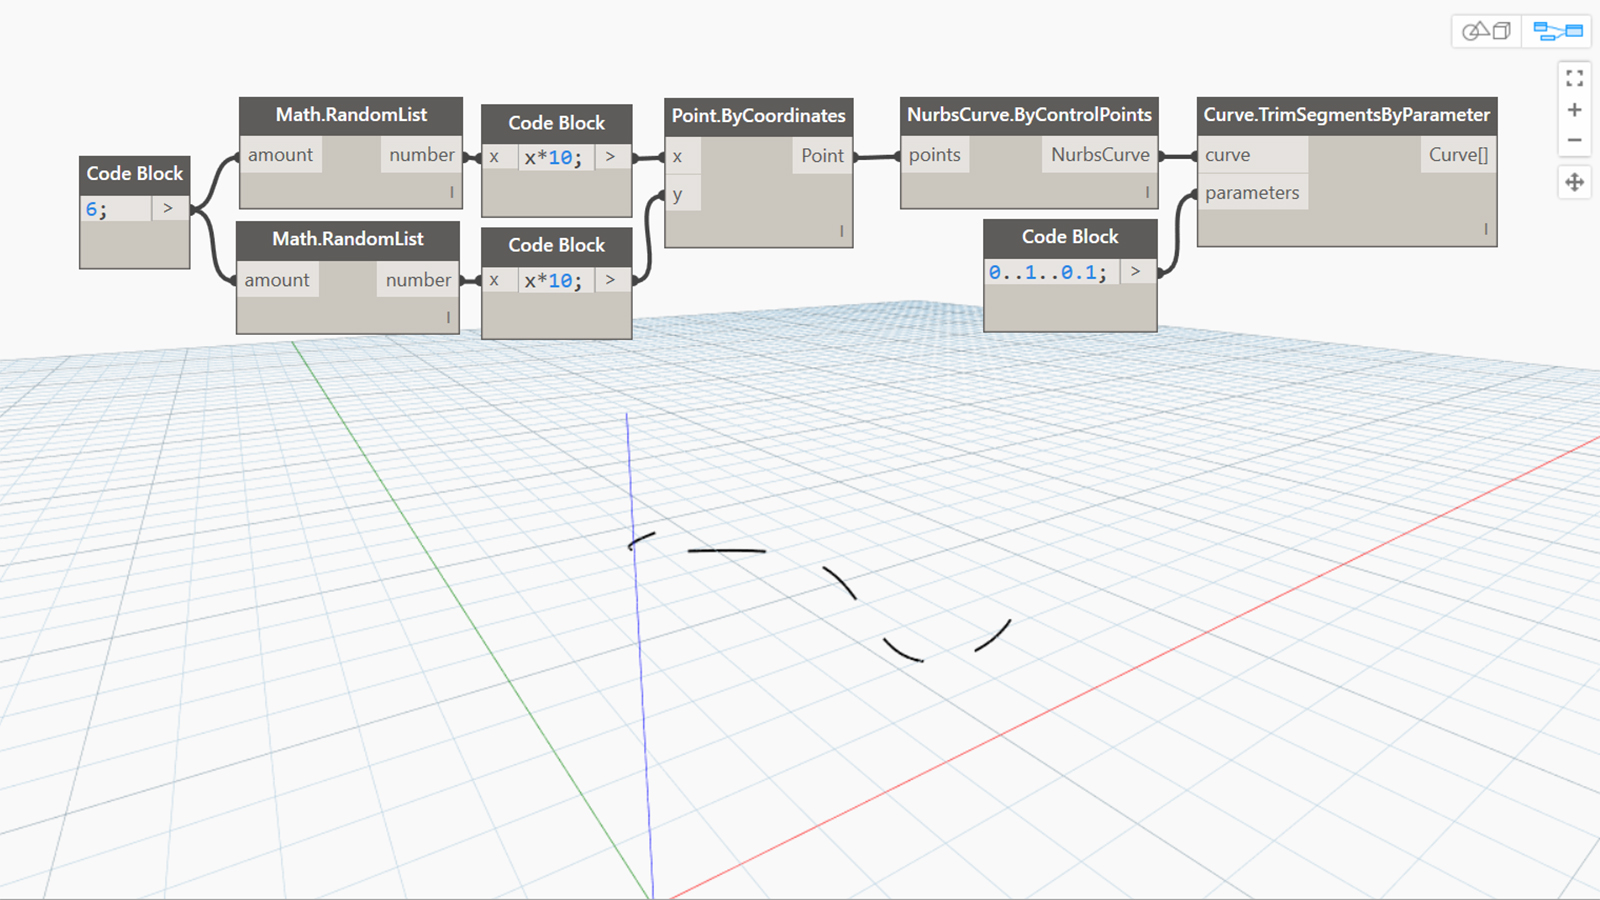 Code Block
6; >
Math.RandomList
amount number
Math.RandomList
amount number
Code Block
x x*10; >
Code Block
x x*10; >
Point.ByCoordinates
x Point
y
NurbsCurve.ByControlPoints
points NurbsCurve
Code Block
0..1..0.1; >
Curve.TrimSegmentsByParameter
curve Curve[]
parameters